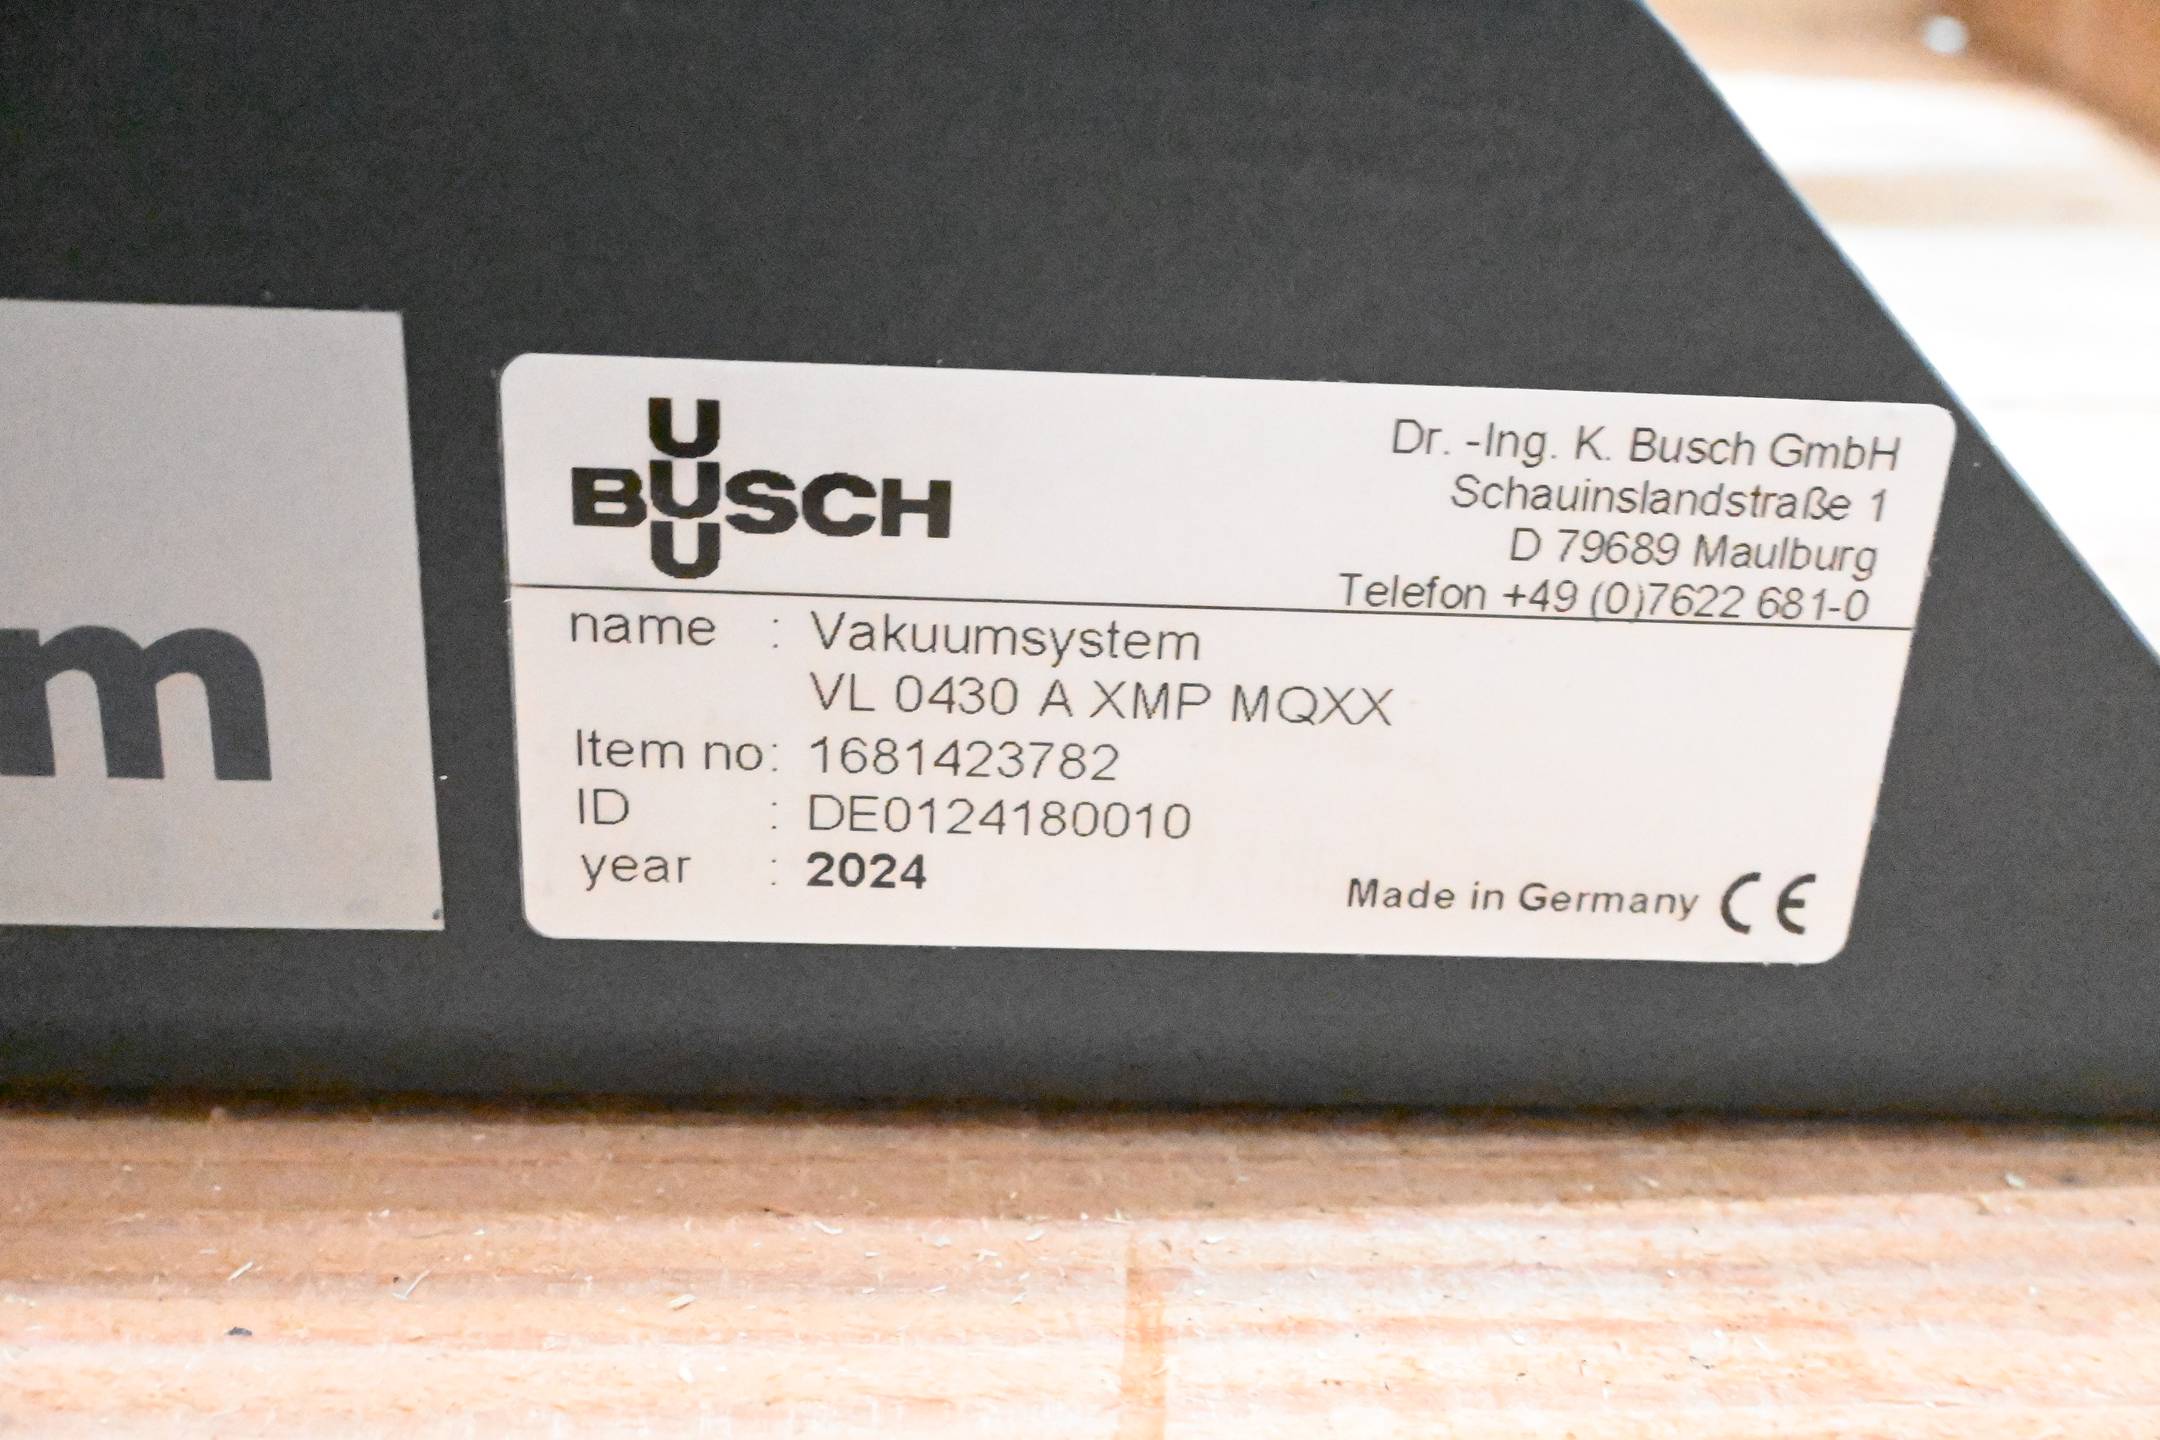 m
BUSCH
Dr. -Ing. K. Busch GmbH
Schauinslandstraße 1
D 79689 Maulburg
Telefon +49 (0)7622 681-0
name : Vakuumsystem
VL 0430 A XMP MQXX
Item no: 1681423782
ID : DE0124180010
year : 2024
Made in Germany CE